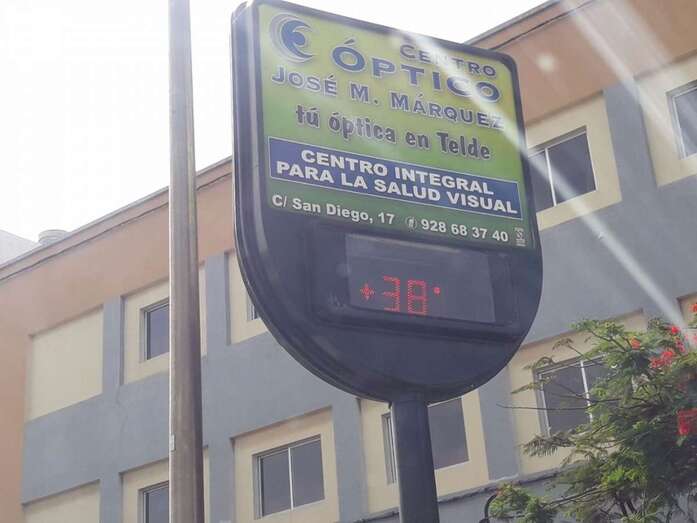 CENTRO
ÓPTICO
JOSÉ M. MÁRQUEZ
tú óptica en Telde
CENTRO INTEGRAL
PARA LA SALUD VISUAL
C/ San Diego, 17 928 68 37 40
+38°